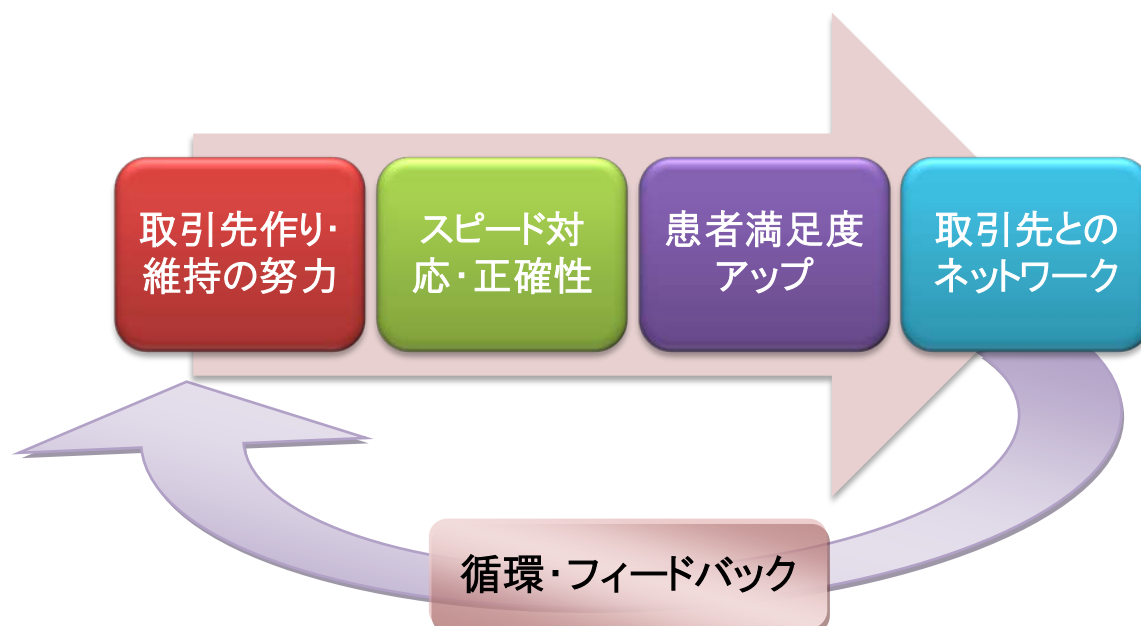 取引先作り・
維持の努力
スピード対
応・正確性
患者満足度
アップ
取引先との
ネットワーク
循環・フィードバック